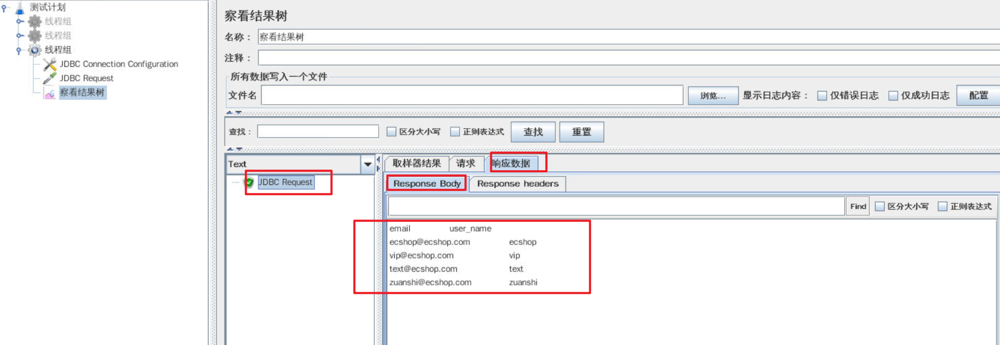 测试计划
线程组
线程组
线程组
JDBC Connection Configuration
JDBC Request
察看结果树
察看结果树
名称：察看结果树
注释：
所有数据写入一个文件
文件名 浏览... 显示日志内容： 仅错误日志 仅成功日志 配置
查找： 区分大小写 正则表达式 查找 重置
Text
JDBC Request
取样器结果 请求 响应数据
Response Body Response headers
Find 区分大小写 正则表达式
email user_name
ecshop@ecshop.com ecshop
vip@ecshop.com vip
text@ecshop.com text
zuanshi@ecshop.com zuanshi